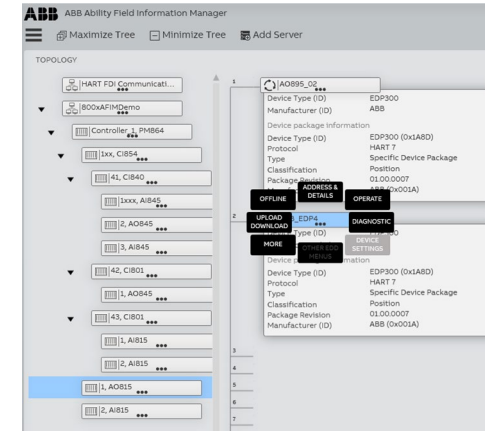 ABB ABB Ability Field Information Manager
Maximize Tree Minimize Tree Add Server
TOPOLOGY
HART FDI Communicati...
800xAFIMDemo
Controller_1, PM864
1xx, CI854
41, CI840
1xxx, AI845
2, AO845
3, AI845
42, CI801
1, AO845
43, CI801
1, AI815
2, AI815
1, AO815
2, AI815
1
AO895_02
Device Type (ID) EDP300
Manufacturer (ID) ABB
Device package information
Device Type (ID) EDP300 (0x1A8D)
Protocol HART 7
Type Specific Device Package
Classification Position
Package Revision 01.00.0007
ABB (0x001A)
OFFLINE
ADDRESS & DETAILS
OPERATE
UPLOAD DOWNLOAD
DIAGNOSTIC
MORE
OTHER EDD MENUS
DEVICE SETTINGS
2
_EDP4
Type (ID)
information
Device Type (ID) EDP300 (0x1A8D)
Protocol HART 7
Type Specific Device Package
Classification Position
Package Revision 01.00.0007
Manufacturer (ID) ABB (0x001A)
3
4
5
6
7